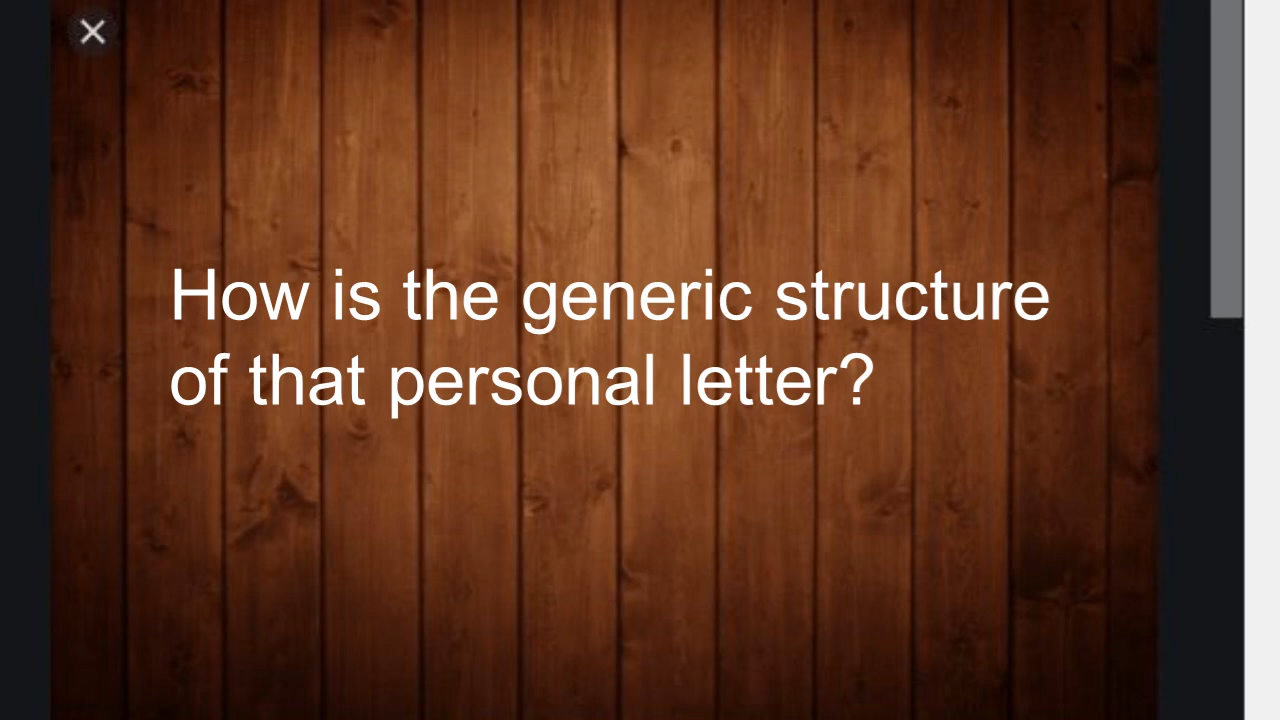 How is the generic structure
of that personal letter?